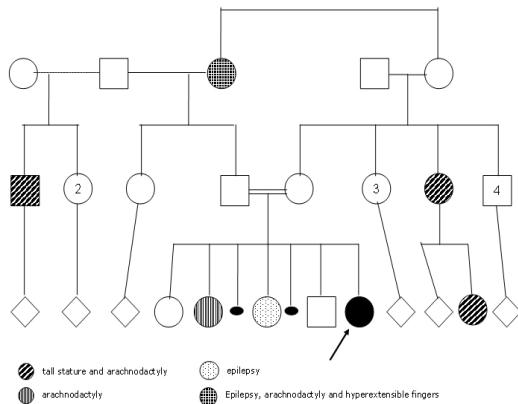 2
3
4
tall stature and arachnodactyly
epilepsy
arachnodactyly
Epilepsy, arachnodactyly and hyperextensible fingers